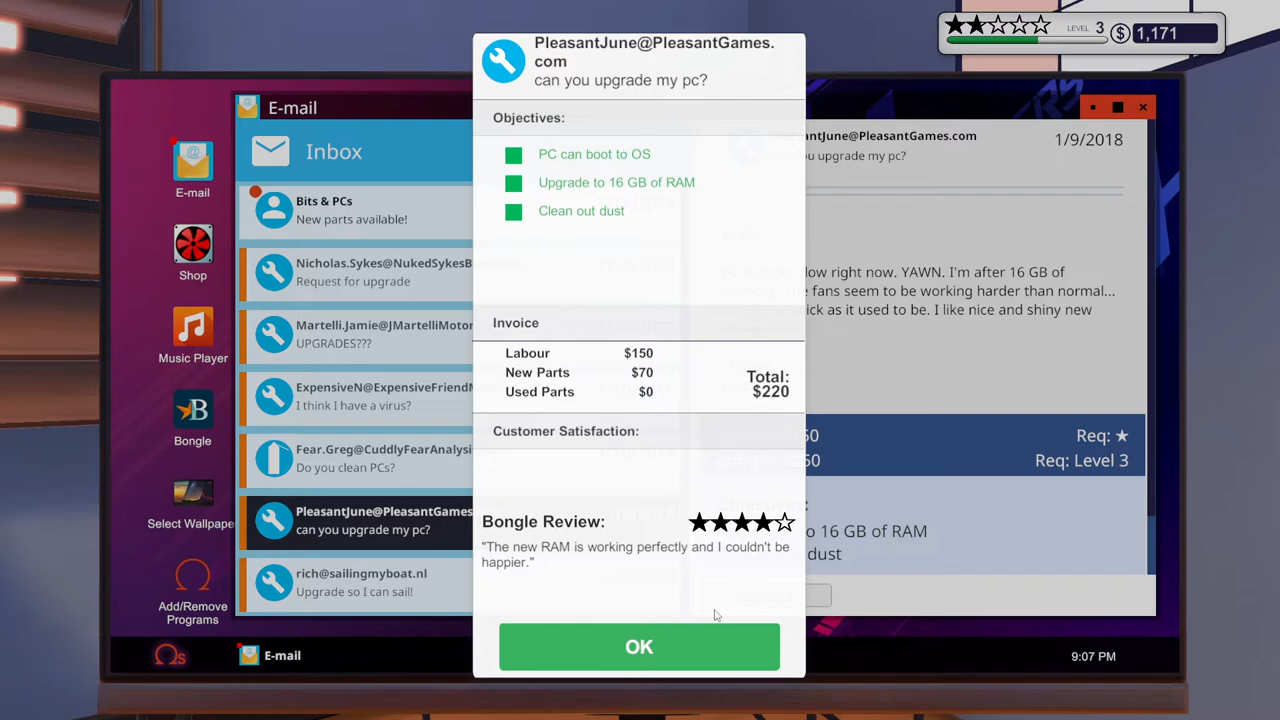 LEVEL 3 $ 1,171
E-mail
Inbox
E-mail
Shop
Music Player
Bongle
Select Wallpape
Add/Remove
Programs
Bits & PCs
New parts available!
Nicholas.Sykes@NukedSykesB
Request for upgrade
Martelli.Jamie@JMartelliMotor
UPGRADES???
ExpensiveN@ExpensiveFriend
I think I have a virus?
Fear.Greg@CuddlyFearAnalysi
Do you clean PCs?
PleasantJune@PleasantGames
can you upgrade my pc?
rich@sailingmyboat.nl
Upgrade so I can sail!
PleasantJune@PleasantGames.
com
can you upgrade my pc?
Objectives:
PC can boot to OS
Upgrade to 16 GB of RAM
Clean out dust
Invoice
Labour $150
New Parts $70
Used Parts $0
Total:
$220
Customer Satisfaction:
Bongle Review:
"The new RAM is working perfectly and I couldn't be
happier."
OK
antJune@PleasantGames.com 1/9/2018
ou upgrade my pc?
low right now. YAWN. I'm after 16 GB of
fans seem to be working harder than normal...
ick as it used to be. I like nice and shiny new
50 Req: ★
50 Req: Level 3
o 16 GB of RAM
dust
Ωs E-mail 9:07 PM